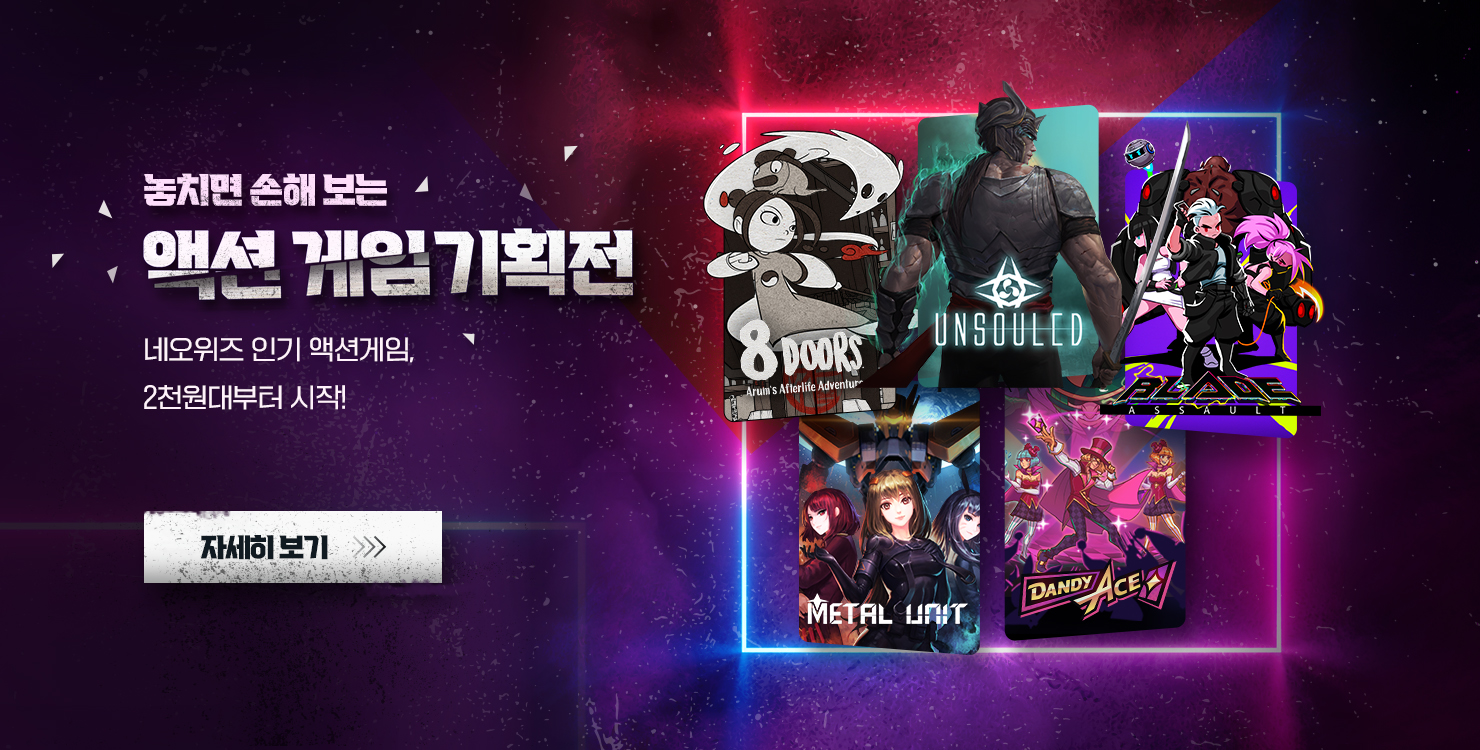 놓치면 손해 보는
액션 게임 기획전
네오위즈 인기 액션게임,
2천원대부터 시작!
자세히 보기
8 DOORS
Arum's Afterlife Adventure
UNSOULED
BLADE
ASSAULT
METAL UNIT
DANDY ACE